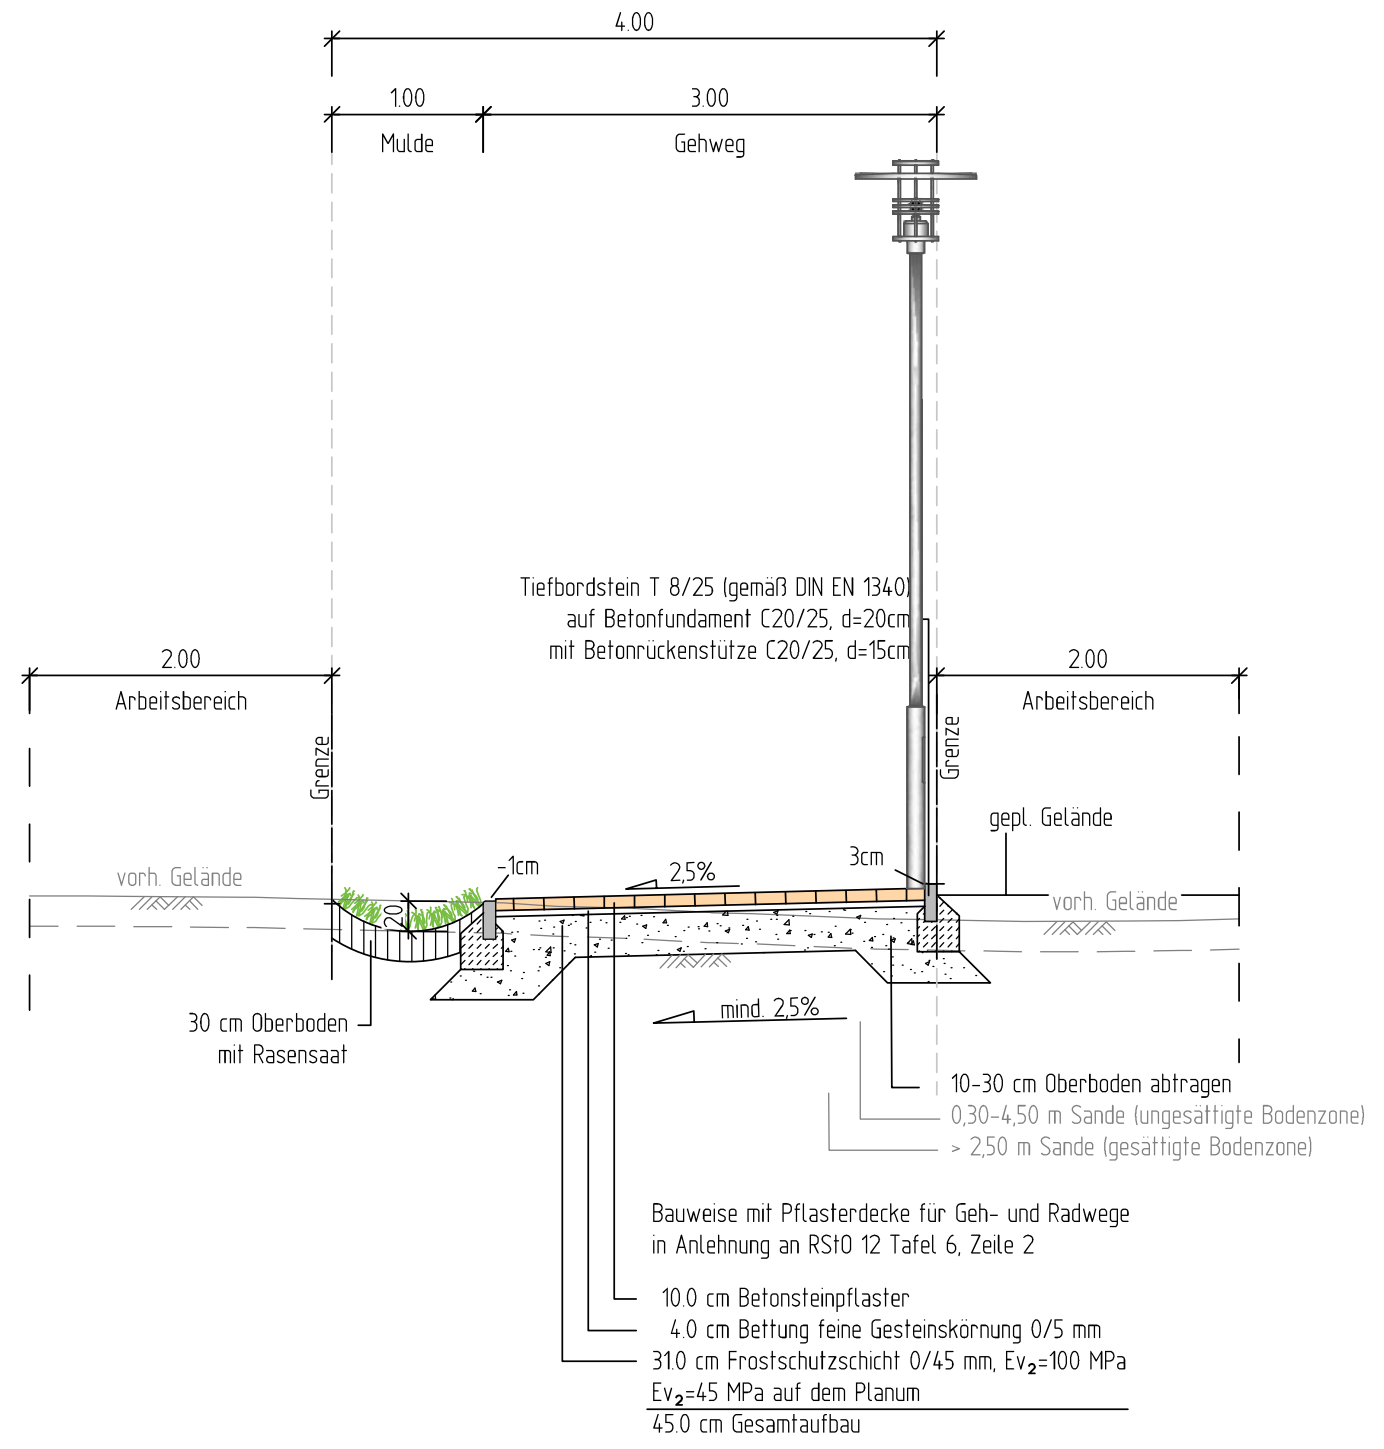 4.00
1.00
3.00
Mulde
Gehweg
Tiefbordstein T 8/25 (gemäß DIN EN 1340)
auf Betonfundament C20/25, d=20cm
mit Betonrückenstütze C20/25, d=15cm
2.00
2.00
Arbeitsbereich
Arbeitsbereich
Grenze
Grenze
gepl. Gelände
3cm
-1cm
2,5%
vorh. Gelände
vorh. Gelände
20
mind. 2,5%
30 cm Oberboden
mit Rasensaat
10-30 cm Oberboden abtragen
0,30-4,50 m Sande (ungesättigte Bodenzone)
> 2,50 m Sande (gesättigte Bodenzone)
Bauweise mit Pflasterdecke für Geh- und Radwege
in Anlehnung an RStO 12 Tafel 6, Zeile 2
10.0 cm Betonsteinpflaster
4.0 cm Bettung feine Gesteinskörnung 0/5 mm
31.0 cm Frostschutzschicht 0/45 mm, Ev₂=100 MPa
Ev₂=45 MPa auf dem Planum
45.0 cm Gesamtaufbau